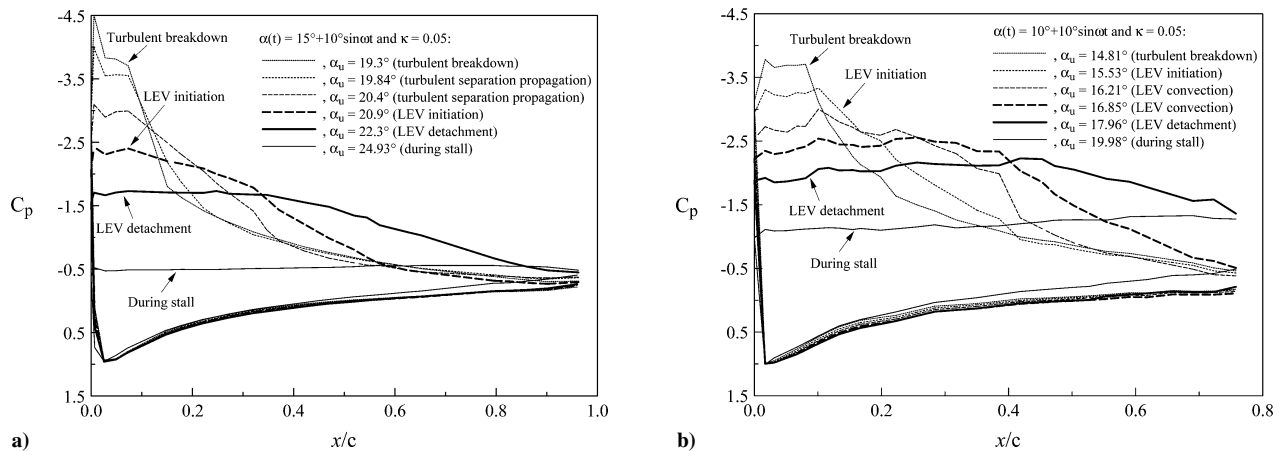 -4.5
-3.5
-2.5
-1.5
-0.5
0.5
1.5
Cp
Turbulent breakdown
LEV initiation
LEV detachment
During stall
α(t) = 15°+10°sinωt and κ = 0.05:
, αu = 19.3° (turbulent breakdown)
, αu = 19.84° (turbulent separation propagation)
, αu = 20.4° (turbulent separation propagation)
, αu = 20.9° (LEV initiation)
, αu = 22.3° (LEV detachment)
, αu = 24.93° (during stall)
0.0 0.2 0.4 0.6 0.8 1.0
a)
x/c
-4.5
-3.5
-2.5
-1.5
-0.5
0.5
1.5
Cp
Turbulent breakdown
LEV initiation
LEV detachment
During stall
α(t) = 10°+10°sinωt and κ = 0.05:
, αu = 14.81° (turbulent breakdown)
, αu = 15.53° (LEV initiation)
, αu = 16.21° (LEV convection)
, αu = 16.85° (LEV convection)
, αu = 17.96° (LEV detachment)
, αu = 19.98° (during stall)
0.0 0.2 0.4 0.6 0.8
b)
x/c